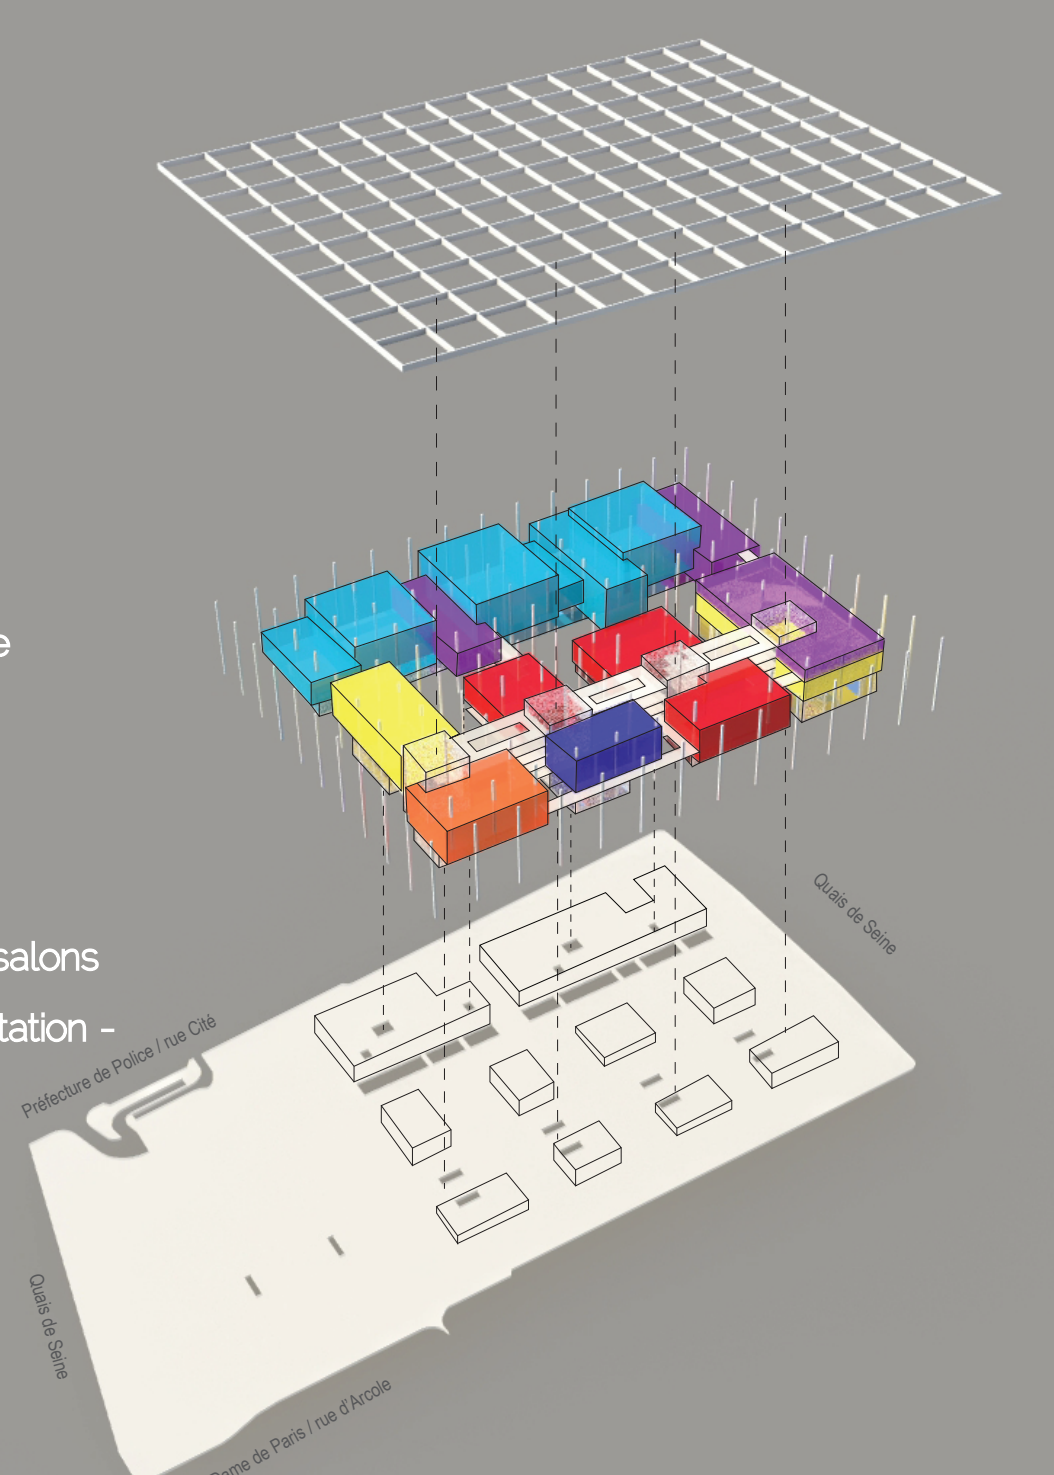 e
salons
tation -
Quais de Seine
Préfecture de Police / rue Cité
Quais de Seine
Dame de Paris / rue d'Arcole